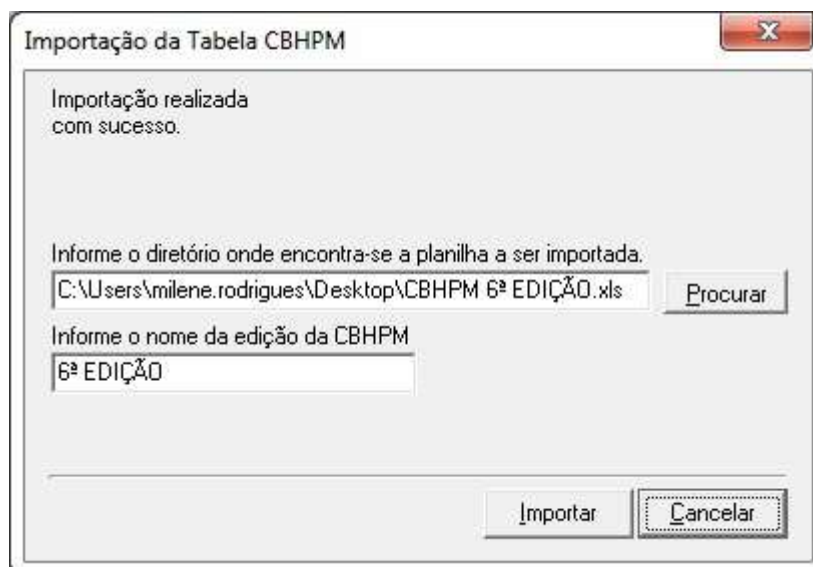 Importação da Tabela CBHPM
Importação realizada
com sucesso.
Informe o diretório onde encontra-se a planilha a ser importada.
C:\Users\milene.rodrigues\Desktop\CBHPM 6ª EDIÇÃO.xls
Procurar
Informe o nome da edição da CBHPM
6ª EDIÇÃO
Importar
Cancelar